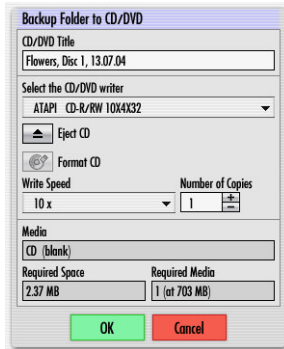 Backup Folder to CD/DVD
CD/DVD Title
Flowers, Disc 1, 13.07.04
Select the CD/DVD writer
ATAPI CD-R/RW 10X4X32
Eject CD
Format CD
Write Speed Number of Copies
10 x 1
Media
CD (blank)
Required Space Required Media
2.37 MB 1 (at 703 MB)
OK Cancel